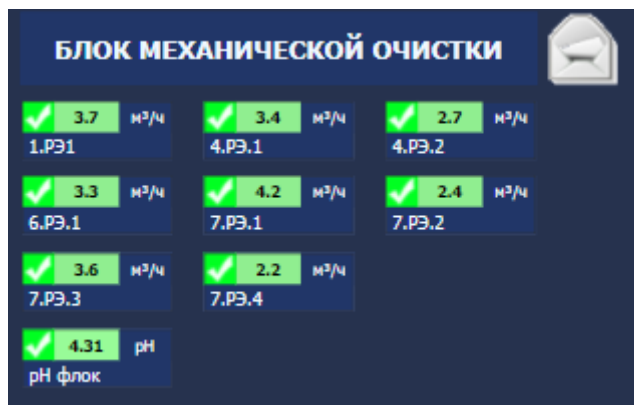 БЛОК МЕХАНИЧЕСКОЙ ОЧИСТКИ
3.7 м³/ч 3.4 м³/ч 2.7 м³/ч
1.РЭ1 4.РЭ.1 4.РЭ.2
3.3 м³/ч 4.2 м³/ч 2.4 м³/ч
6.РЭ.1 7.РЭ.1 7.РЭ.2
3.6 м³/ч 2.2 м³/ч
7.РЭ.3 7.РЭ.4
4.31 pH
pH флок